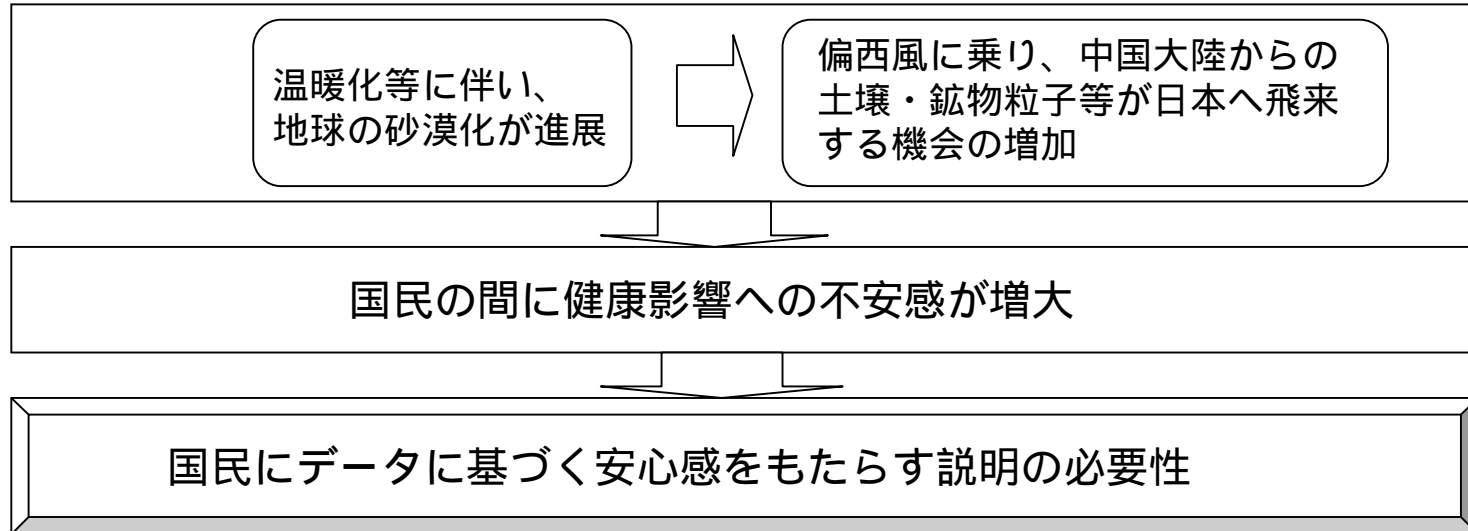 温暖化等に伴い、
地球の砂漠化が進展
偏西風に乗り、中国大陸からの
土壌・鉱物粒子等が日本へ飛来
する機会の増加
国民の間に健康影響への不安感が増大
国民にデータに基づく安心感をもたらす説明の必要性